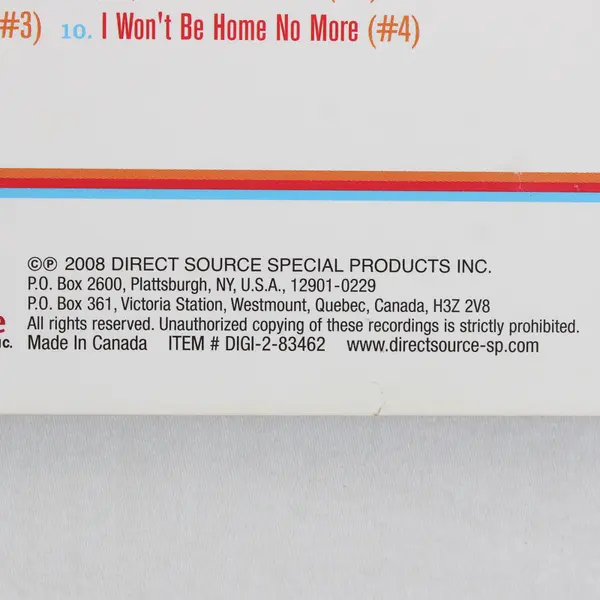 #3) 10. I Won't Be Home No More (#4)
©℗ 2008 DIRECT SOURCE SPECIAL PRODUCTS INC.
P.O. Box 2600, Plattsburgh, NY, U.S.A., 12901-0229
P.O. Box 361, Victoria Station, Westmount, Quebec, Canada, H3Z 2V8
All rights reserved. Unauthorized copying of these recordings is strictly prohibited.
Made In Canada ITEM # DIGI-2-83462 www.directsource-sp.com